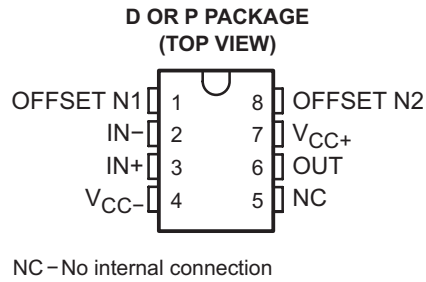 D OR P PACKAGE
(TOP VIEW)
OFFSET N1 1 8 OFFSET N2
IN− 2 7 VCC+
IN+ 3 6 OUT
VCC− 4 5 NC
NC−No internal connection